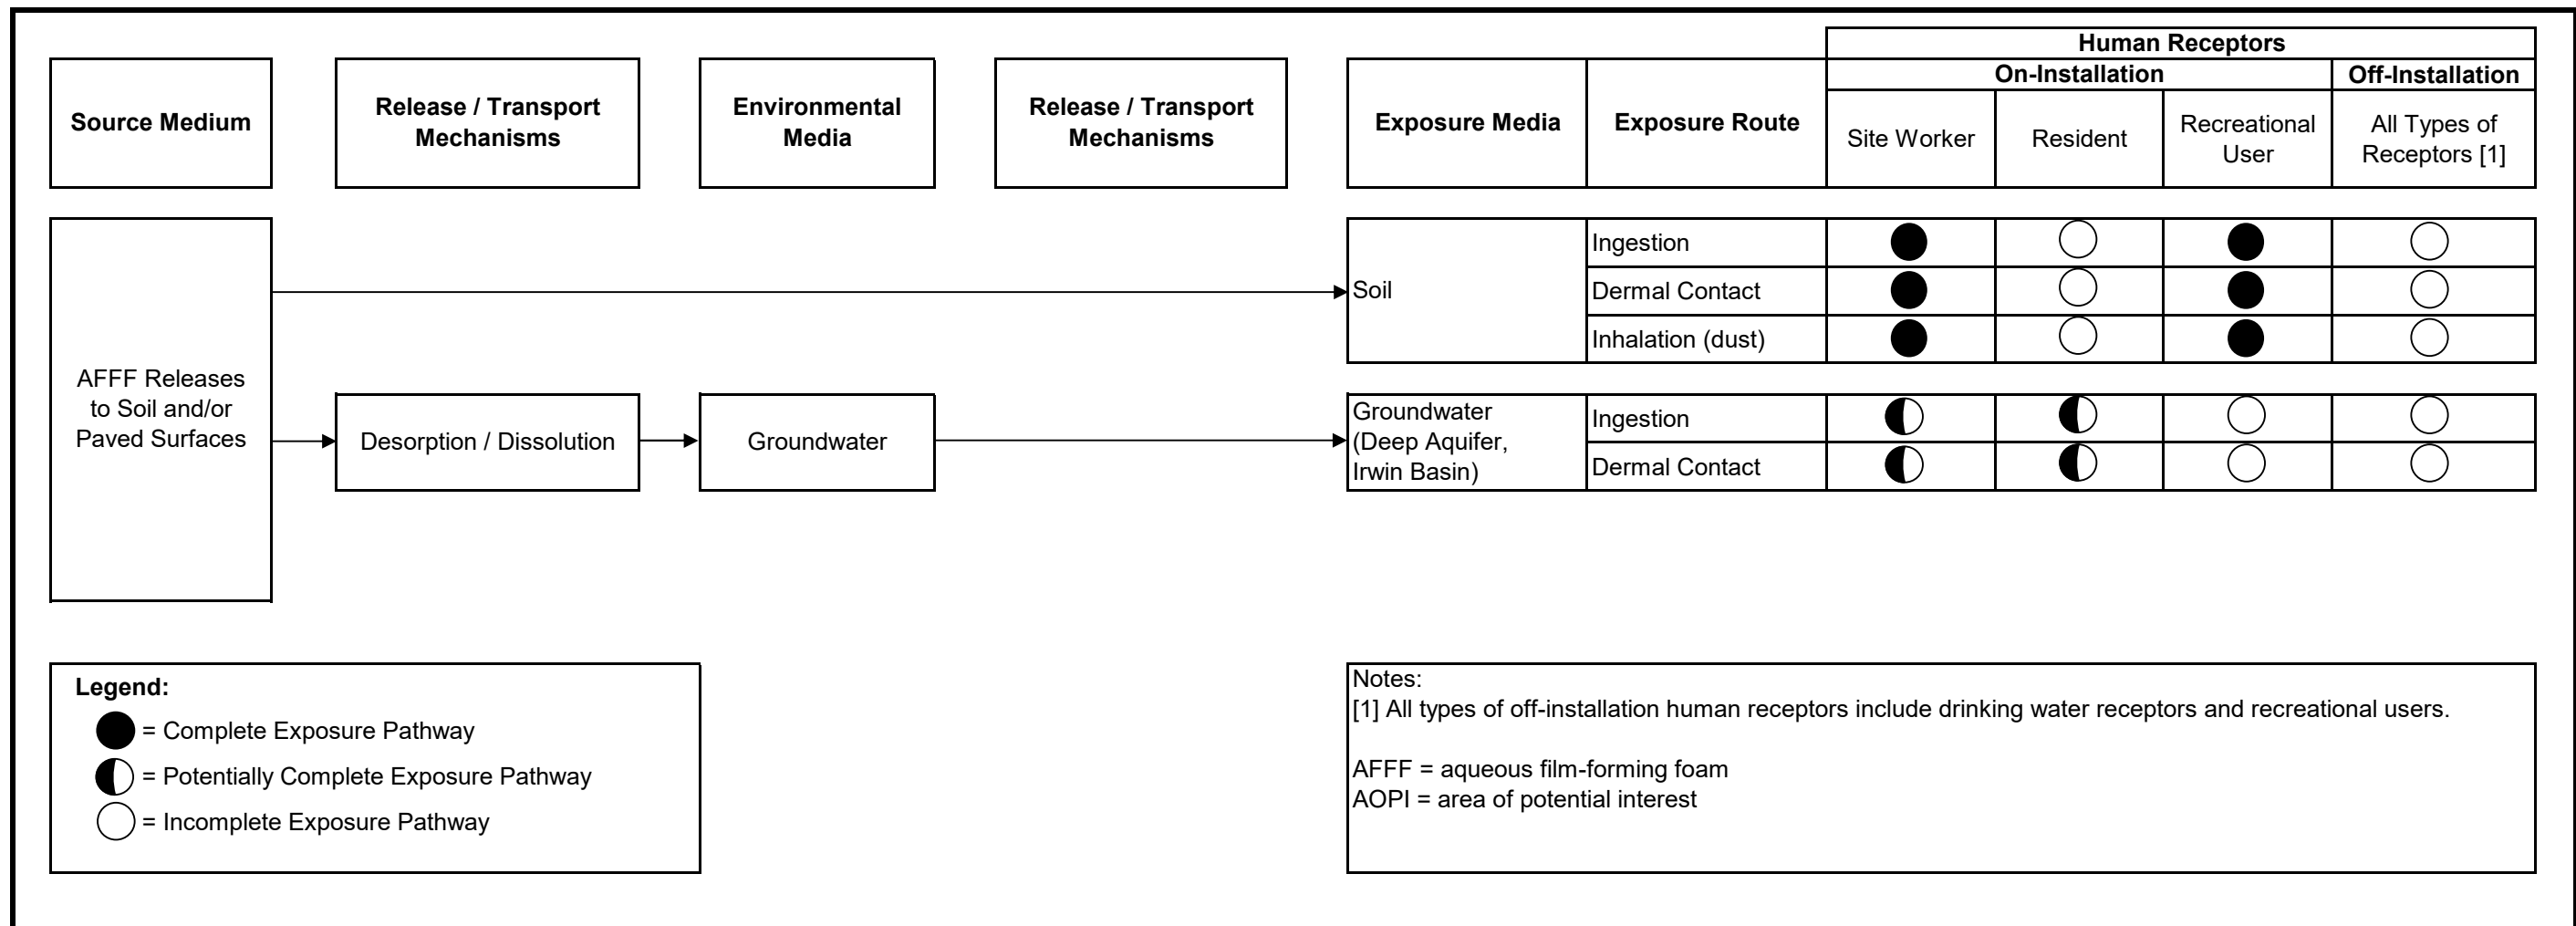 Human Receptors
On-Installation
Off-Installation
Source Medium
Release / Transport
Mechanisms
Environmental
Media
Release / Transport
Mechanisms
Exposure Media
Exposure Route
Site Worker
Resident
Recreational
User
All Types of
Receptors [1]
AFFF Releases
to Soil and/or
Paved Surfaces
Soil
Ingestion
Dermal Contact
Inhalation (dust)
Desorption / Dissolution
Groundwater
Groundwater
(Deep Aquifer,
Irwin Basin)
Ingestion
Dermal Contact
Legend:
= Complete Exposure Pathway
= Potentially Complete Exposure Pathway
= Incomplete Exposure Pathway
Notes:
[1] All types of off-installation human receptors include drinking water receptors and recreational users.
AFFF = aqueous film-forming foam
AOPI = area of potential interest